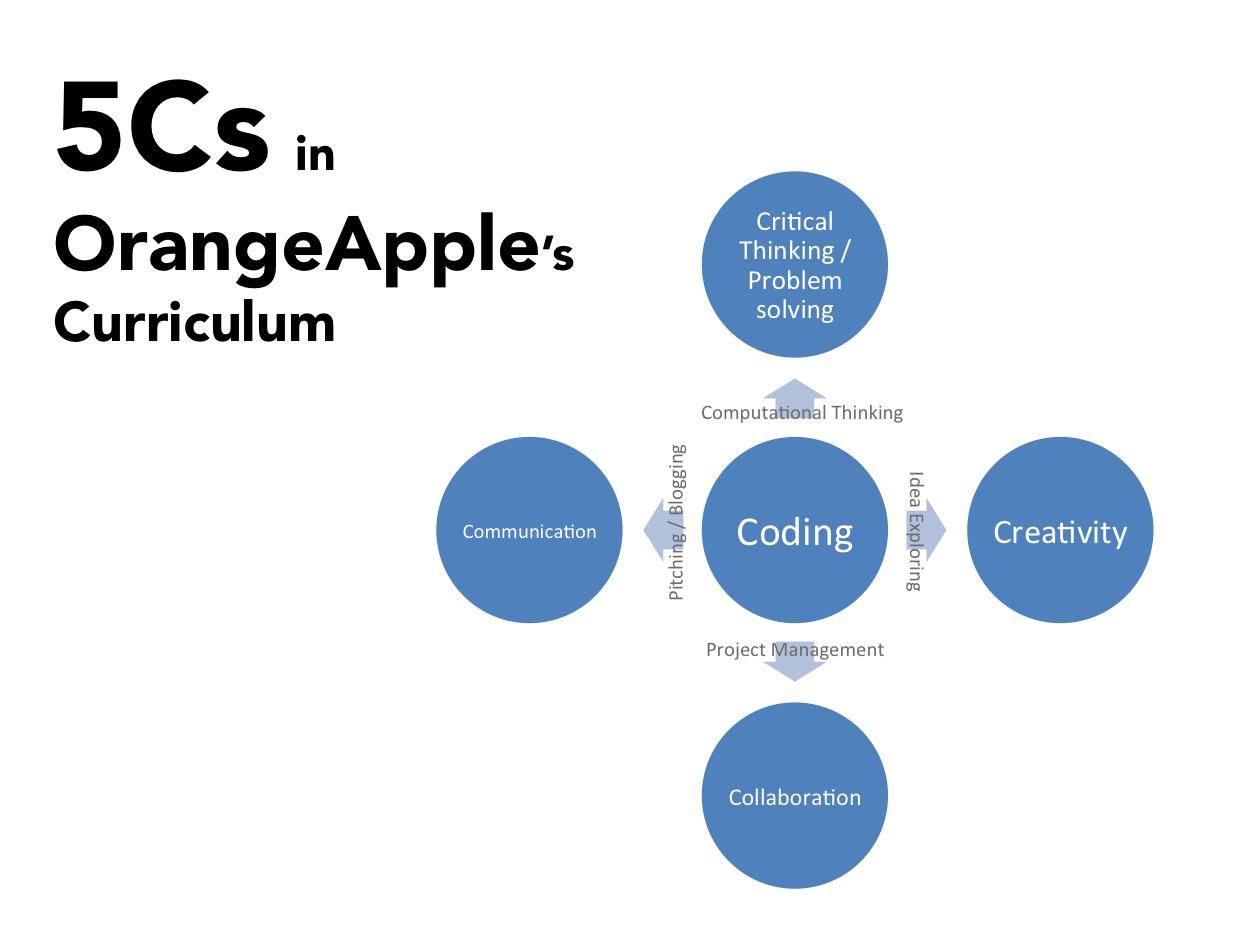 5Cs in
OrangeApple’s
Curriculum
Critical
Thinking /
Problem
solving
Computational Thinking
Communication
Pitching / Blogging
Coding
Idea Exploring
Creativity
Project Management
Collaboration